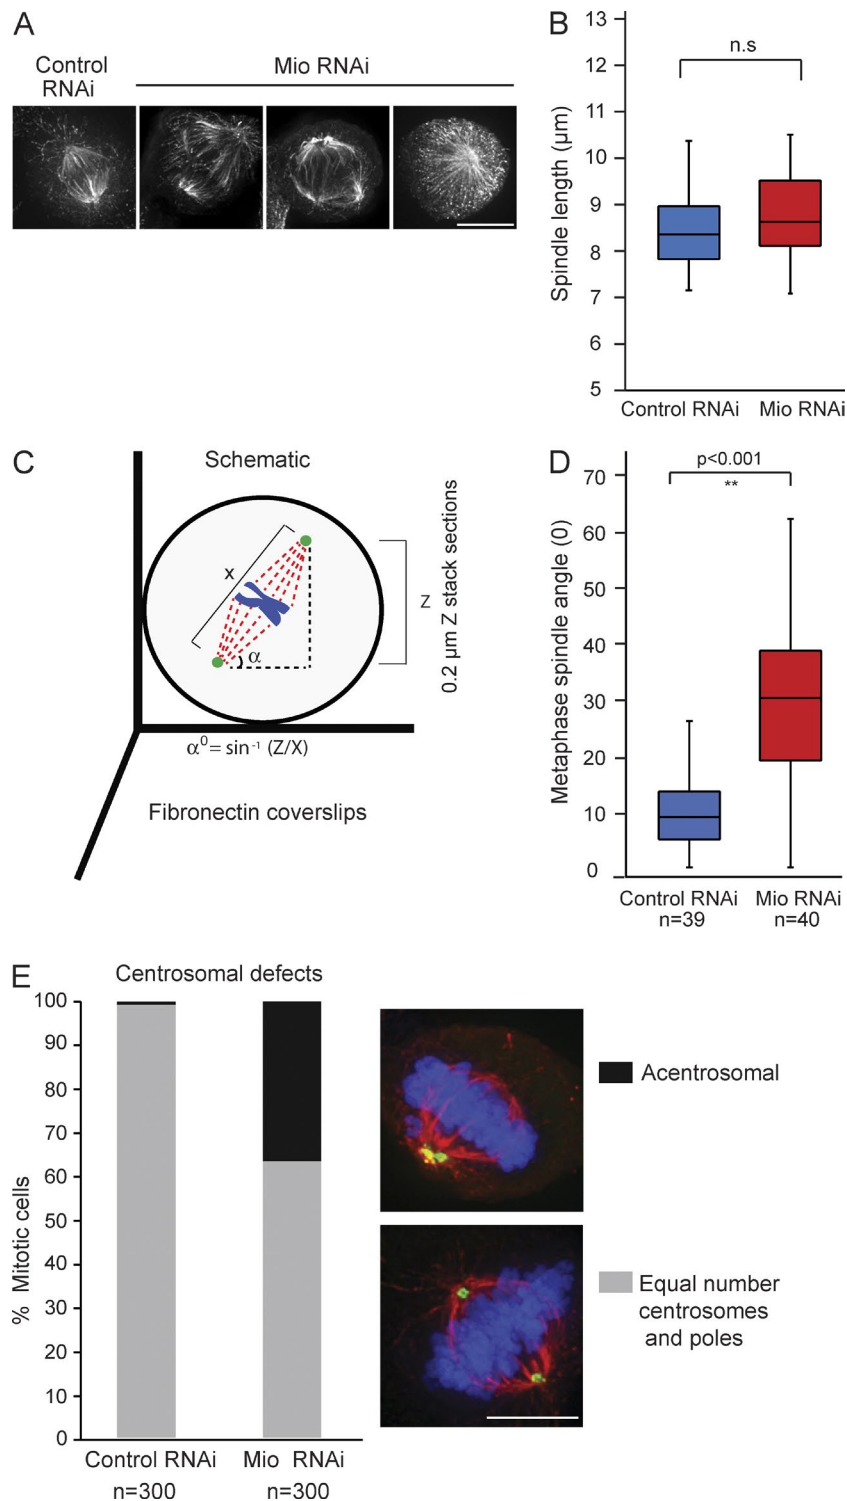 A
Control
RNAi
Mio RNAi
B
Spindle length (µm)
13
12
11
10
9
8
7
6
5
n.s
Control RNAi
Mio RNAi
C
Schematic
x
α
Z
0.2 µm Z stack sections
α⁰= sin⁻¹ (Z/X)
Fibronectin coverslips
D
Metaphase spindle angle (0)
70
60
50
40
30
20
10
0
p<0.001
**
Control RNAi
n=39
Mio RNAi
n=40
E
Centrosomal defects
% Mitotic cells
100
90
80
70
60
50
40
30
20
10
0
Control RNAi
n=300
Mio RNAi
n=300
Acentrosomal
Equal number
centrosomes
and poles